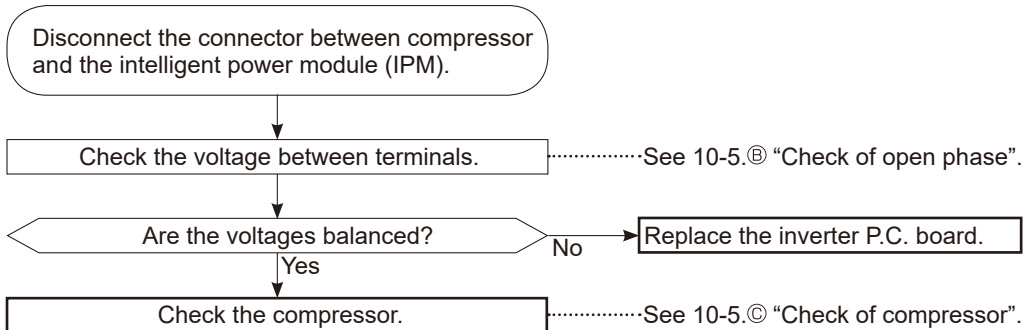 Disconnect the connector between compressor
and the intelligent power module (IPM).
Check the voltage between terminals.
See 10-5.Ⓑ “Check of open phase”.
Are the voltages balanced?
No
Replace the inverter P.C. board.
Yes
Check the compressor.
See 10-5.Ⓒ “Check of compressor”.